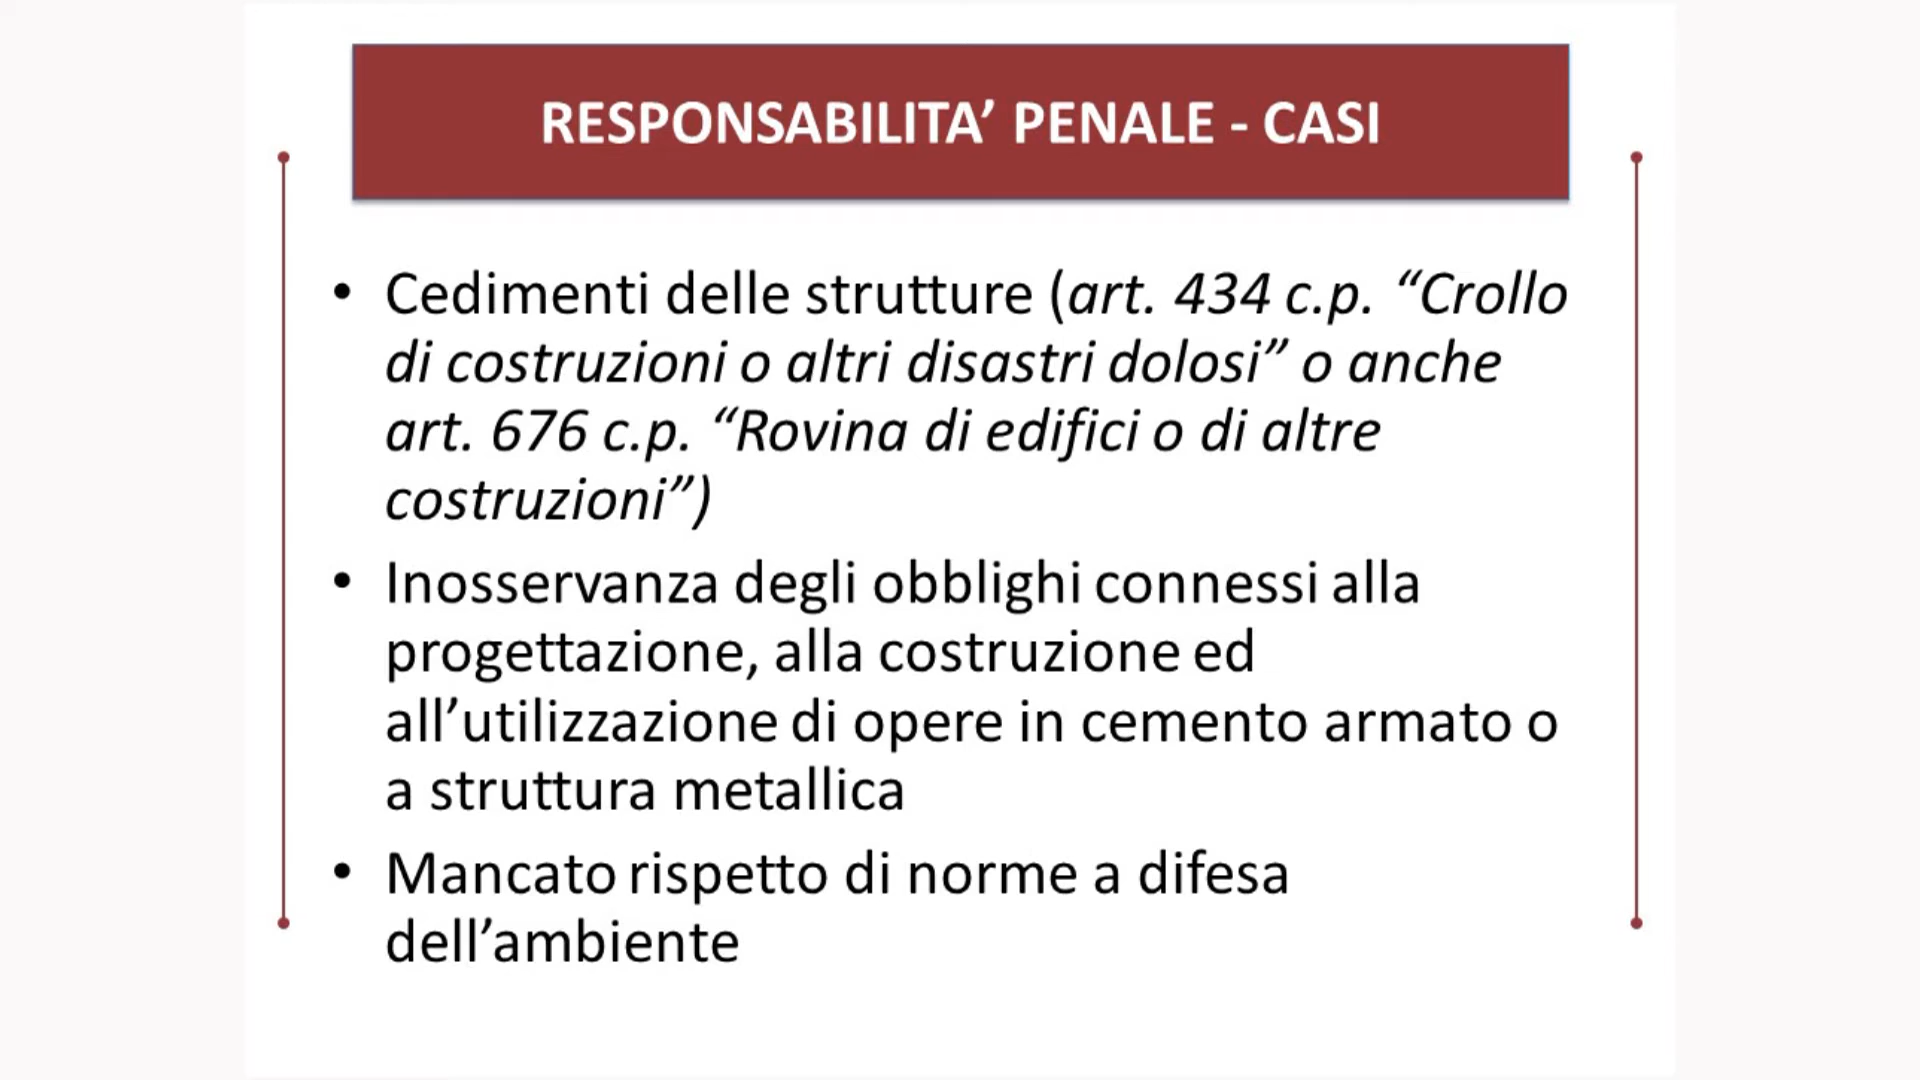 RESPONSABILITA’ PENALE - CASI
• Cedimenti delle strutture (art. 434 c.p. “Crollo
di costruzioni o altri disastri dolosi” o anche
art. 676 c.p. “Rovina di edifici o di altre
costruzioni”)
• Inosservanza degli obblighi connessi alla
progettazione, alla costruzione ed
all’utilizzazione di opere in cemento armato o
a struttura metallica
• Mancato rispetto di norme a difesa
dell’ambiente